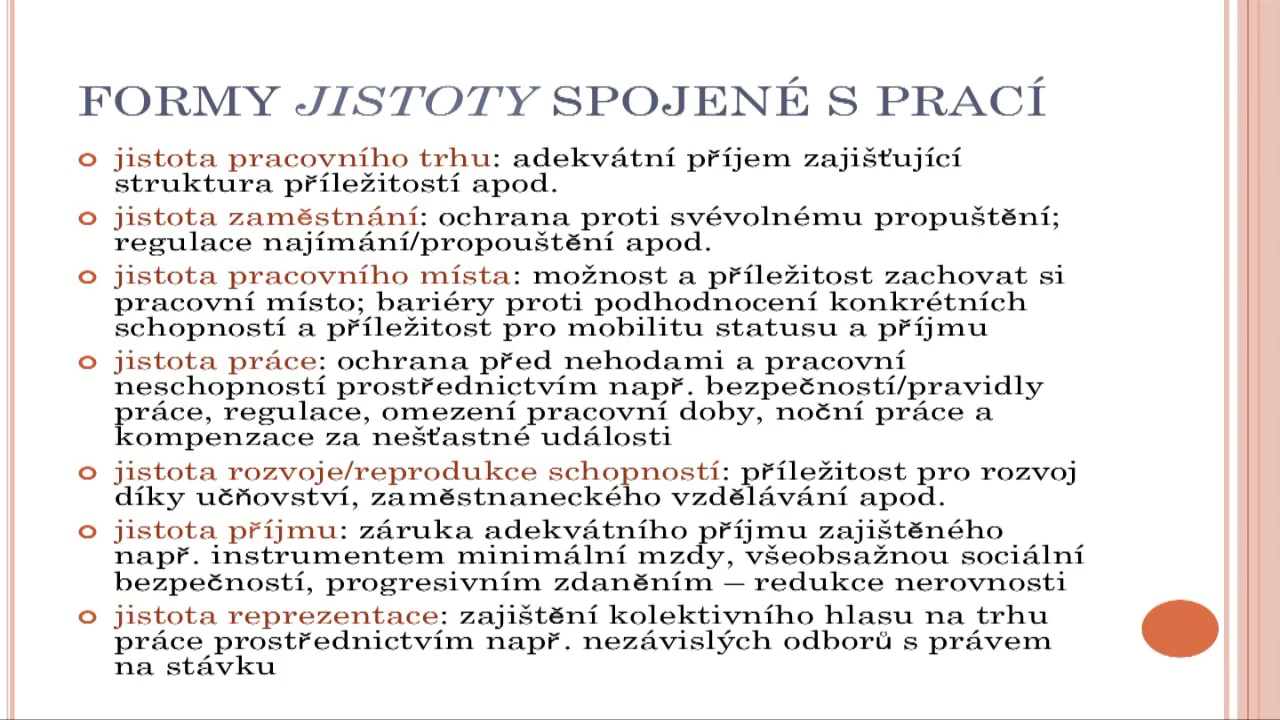 FORMY JISTOTY SPOJENÉ S PRACÍ
jistota pracovního trhu: adekvátní příjem zajišťující
struktura příležitostí apod.
jistota zaměstnání: ochrana proti svévolnému propuštění;
regulace najímání/propouštění apod.
jistota pracovního místa: možnost a příležitost zachovat si
pracovní místo; bariéry proti podhodnocení konkrétních
schopností a příležitost pro mobilitu statusu a příjmu
jistota práce: ochrana před nehodami a pracovní
neschopností prostřednictvím např. bezpečností/pravidly
práce, regulace, omezení pracovní doby, noční práce a
kompenzace za nešťastné události
jistota rozvoje/reprodukce schopností: příležitost pro rozvoj
díky učňovství, zaměstnaneckého vzdělávání apod.
jistota příjmu: záruka adekvátního příjmu zajištěného
např. instrumentem minimální mzdy, všeobsažnou sociální
bezpečností, progresivním zdaněním – redukce nerovnosti
jistota reprezentace: zajištění kolektivního hlasu na trhu
práce prostřednictvím např. nezávislých odborů s právem
na stávku